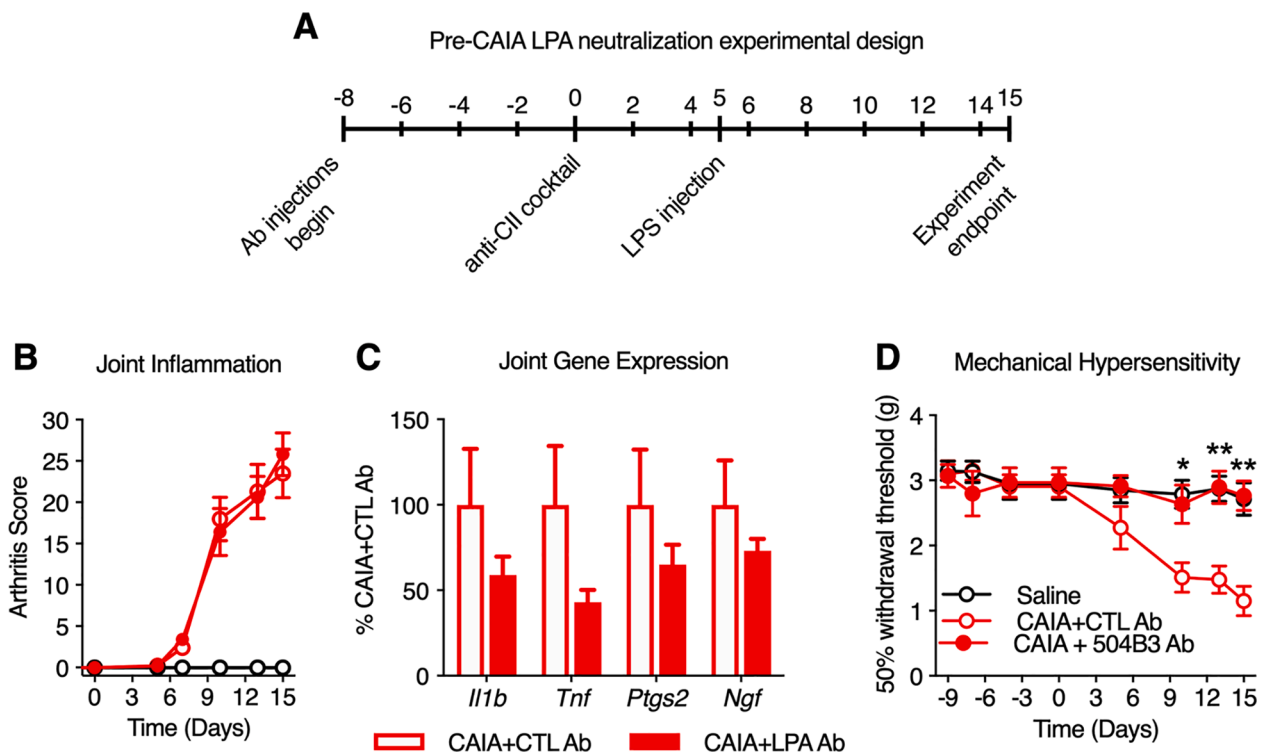 A
Pre-CAIA LPA neutralization experimental design
-8 -6 -4 -2 0 2 4 5 6 8 10 12 14 15
Ab injections
begin
anti-CII cocktail
LPS injection
Experiment
endpoint
B
Joint Inflammation
Arthritis Score
30
25
20
15
10
5
0
0 3 6 9 12 15
Time (Days)
C
Joint Gene Expression
% CAIA+CTL Ab
150
100
50
0
Il1b Tnf Ptgs2 Ngf
CAIA+CTL Ab CAIA+LPA Ab
D
Mechanical Hypersensitivity
50% withdrawal threshold (g)
4
3
2
1
0
* ** **
Saline
CAIA+CTL Ab
CAIA + 504B3 Ab
-9 -6 -3 0 3 6 9 12 15
Time (Days)